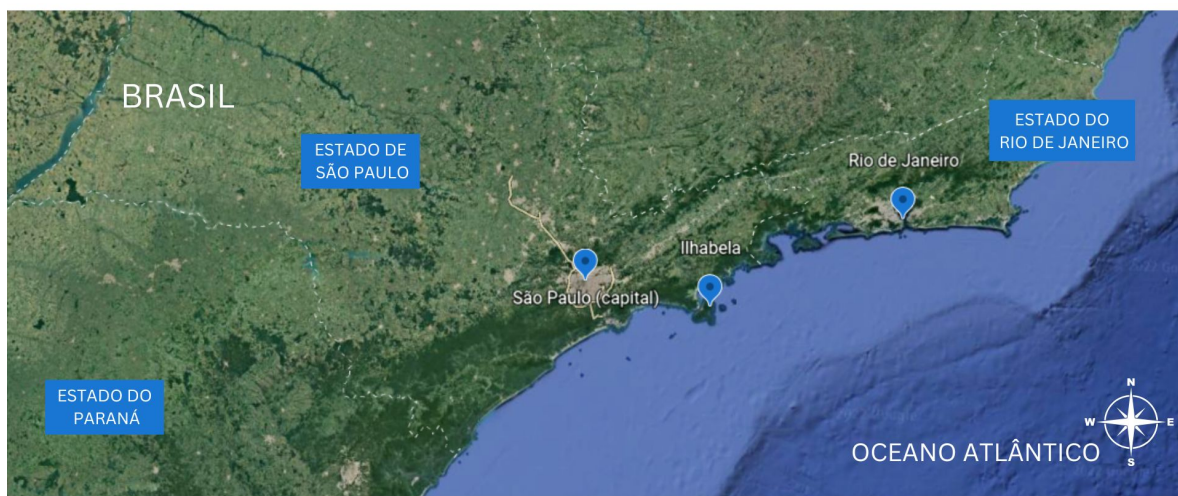 BRASIL
ESTADO DE
SÃO PAULO
ESTADO DO
RIO DE JANEIRO
Rio de Janeiro
Ilhabela
São Paulo (capital)
ESTADO DO
PARANÁ
N
W
E
S
OCEANO ATLÂNTICO